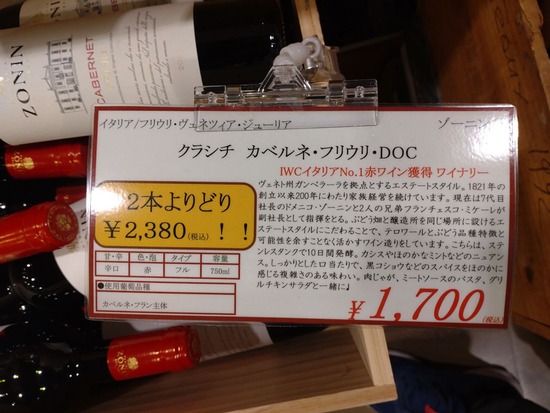 ZONIN
CABERNET
イタリア/フリウリ・ヴェネツィア・ジューリア
ゾーニン
クラシチ カベルネ・フリウリ・DOC
IWCイタリアNo.1赤ワイン獲得 ワイナリー
2本よりどり
￥2,380(税込)！！
ヴェネト州ガンベラーラを拠点とするエステートスタイル。1821年の
創立以来200年にわたり家族経営を続けています。現在は7代目
社長のドメニコ・ゾーニンと2人の兄弟フランチェスコ・ミケーレが
副社長として指揮をとる。ぶどう畑と醸造所を同じ場所に設けるエ
ステートスタイルにこだわることで、テロワールとぶどう品種特徴と
可能性を余すことなく活かすワイン造りをしています。こちらは、ステ
ンレスタンクで10日間発酵。カシスやほのかなミントなどのニュアン
ス。しっかりとした口当たりで、黒コショウなどのスパイスをほのかに
感じる複雑さのある味わい。肉じゃが、ミートソースのパスタ、グリ
ルチキンサラダと一緒に♩
甘・辛 色・泡 タイプ 容量
辛口 赤 フル 750ml
●使用葡萄品種
カベルネ・フラン主体
￥1,700
(税込)
ZONIN